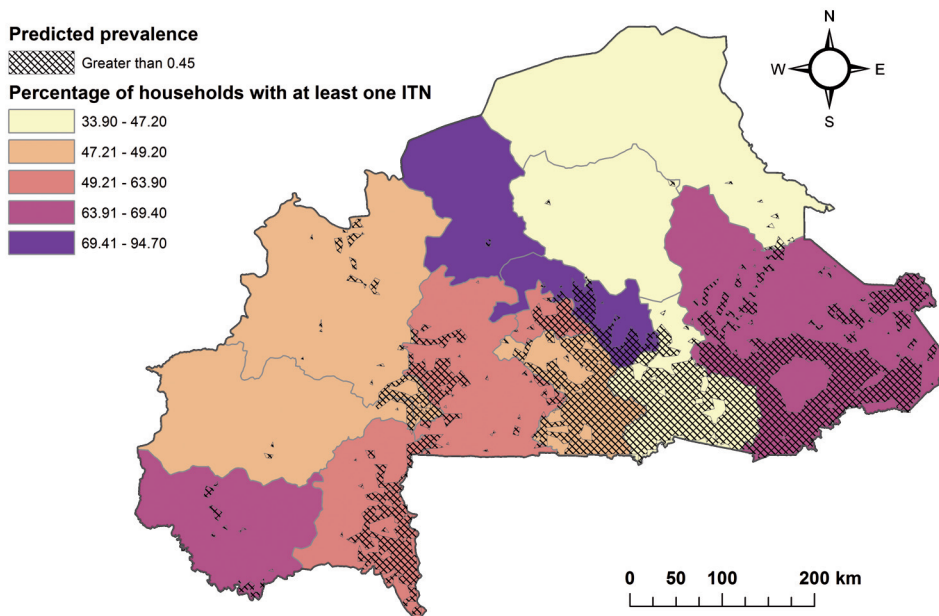 Predicted prevalence
Greater than 0.45
Percentage of households with at least one ITN
33.90 - 47.20
47.21 - 49.20
49.21 - 63.90
63.91 - 69.40
69.41 - 94.70
N
W E
S
0 50 100 200 km